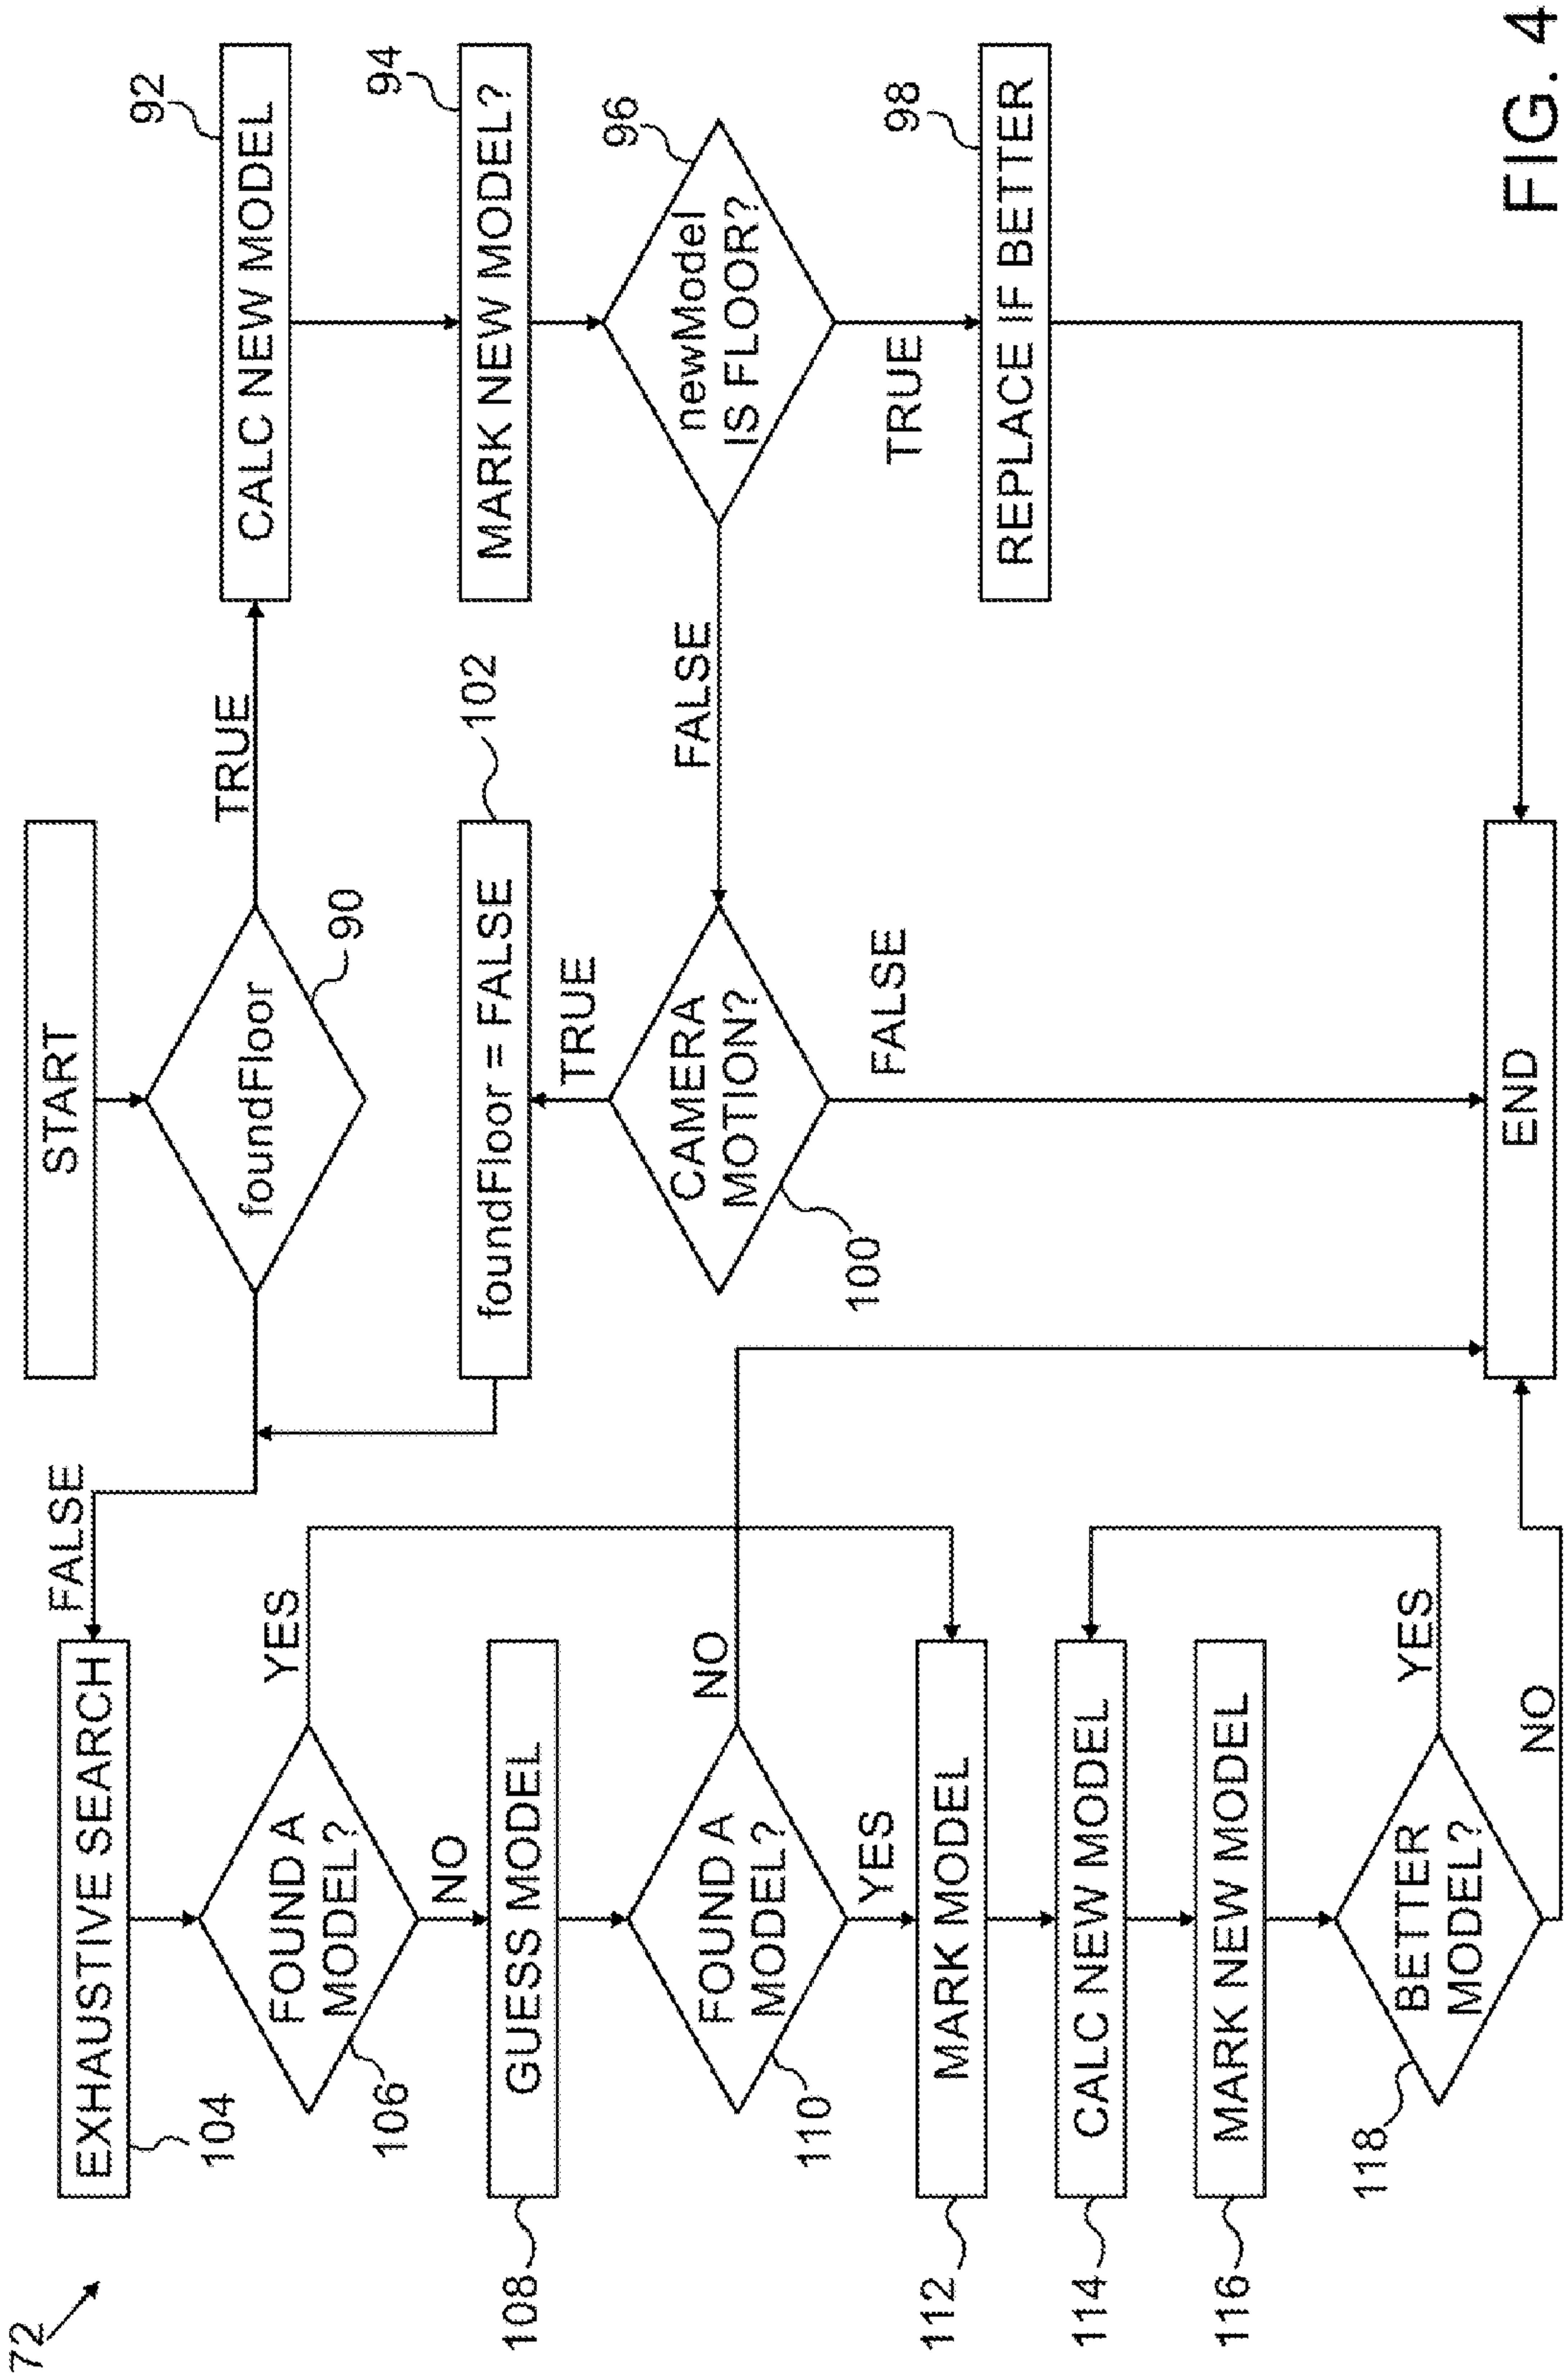 72
START
foundFloor
90
TRUE
CALC NEW MODEL
92
MARK NEW MODEL?
94
newModel
IS FLOOR?
96
TRUE
REPLACE IF BETTER
98
FALSE
CAMERA
MOTION?
100
TRUE
foundFloor = FALSE
102
FALSE
END
FALSE
EXHAUSTIVE SEARCH
104
FOUND A
MODEL?
106
YES
NO
GUESS MODEL
108
FOUND A
MODEL?
110
NO
YES
MARK MODEL
112
CALC NEW MODEL
114
MARK NEW MODEL
116
BETTER
MODEL?
118
YES
NO
FIG. 4